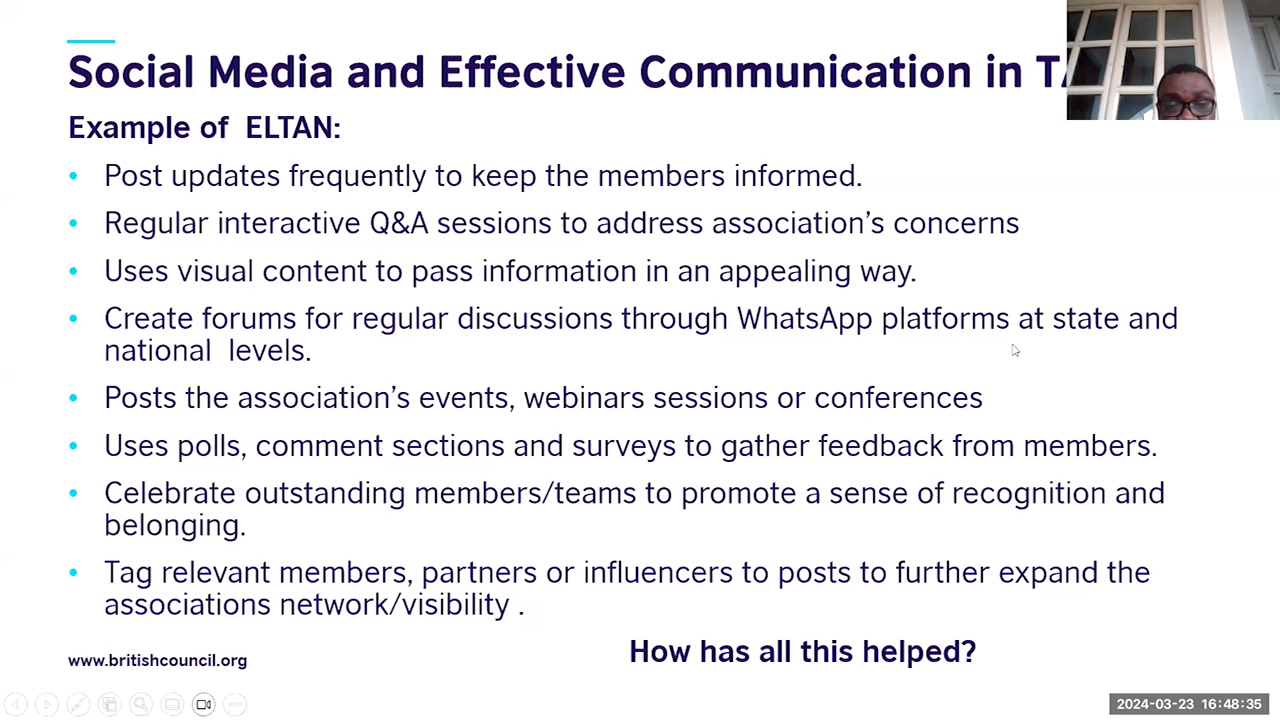 Social Media and Effective Communication in
Example of ELTAN:
• Post updates frequently to keep the members informed.
• Regular interactive Q&A sessions to address association’s concerns
• Uses visual content to pass information in an appealing way.
• Create forums for regular discussions through WhatsApp platforms at state and
national levels.
• Posts the association’s events, webinars sessions or conferences
• Uses polls, comment sections and surveys to gather feedback from members.
• Celebrate outstanding members/teams to promote a sense of recognition and
belonging.
• Tag relevant members, partners or influencers to posts to further expand the
associations network/visibility .
How has all this helped?
www.britishcouncil.org
2024-03-23 16:48:35